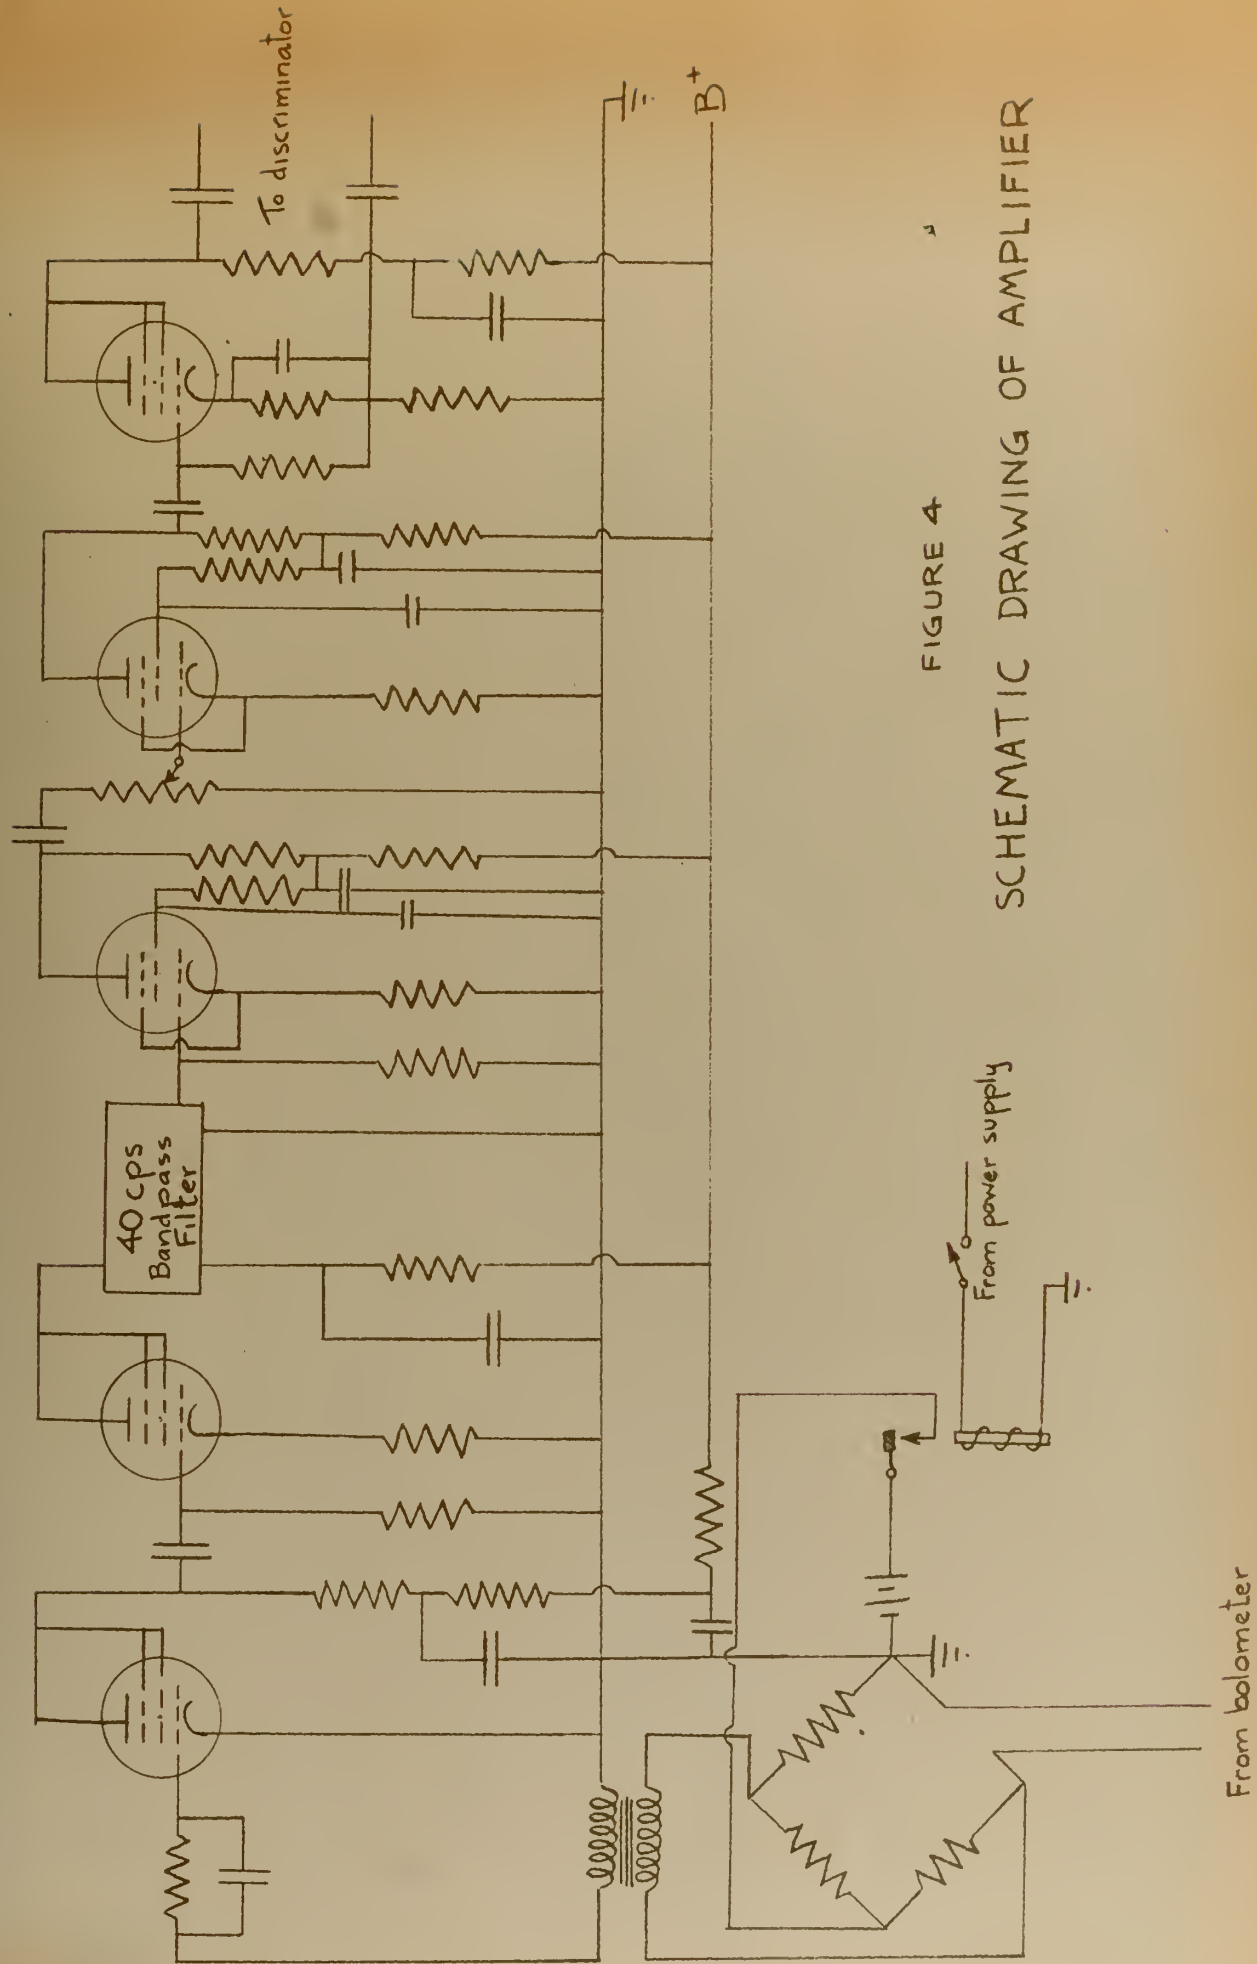 To discriminator
B+
40 cps
Bandpass
Filter
From power supply
From bolometer
FIGURE 4
SCHEMATIC DRAWING OF AMPLIFIER